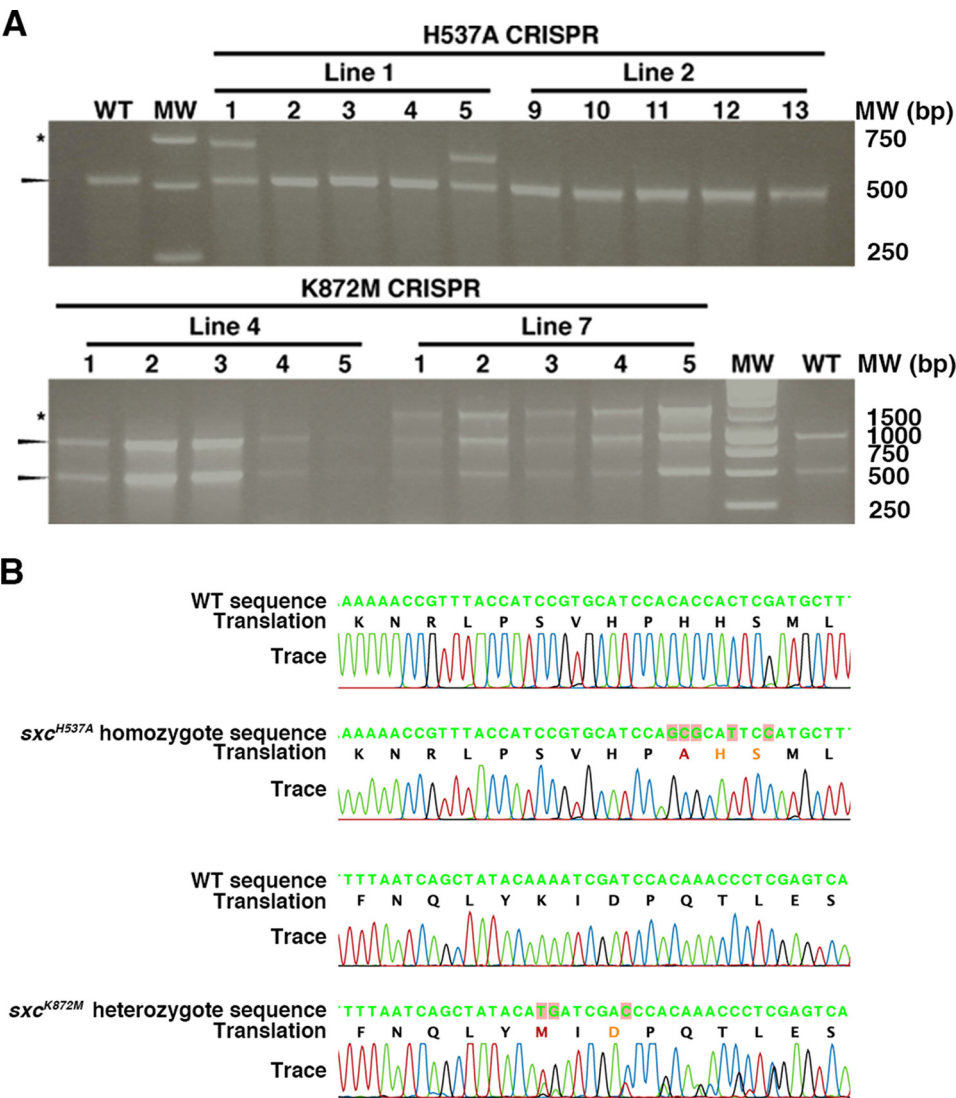 A
H537A CRISPR
Line 1 Line 2
WT MW 1 2 3 4 5 9 10 11 12 13 MW (bp)
* 750
500
250
K872M CRISPR
Line 4 Line 7
1 2 3 4 5 1 2 3 4 5 MW WT MW (bp)
* 1500
1000
750
500
250
B
WT sequence AAAAACCGTTTACCATCCGTGCATCCACACCACTCGATGCTTT
Translation K N R L P S V H P H H S M L
Trace
sxcH537A homozygote sequence AAAAACCGTTTACCATCCGTGCATCCAGCGCATTCCATGCTTT
Translation K N R L P S V H P A H S M L
Trace
WT sequence TTTAATCAGCTATACAAAATCGATCCACAAACCCTCGAGTCA
Translation F N Q L Y K I D P Q T L E S
Trace
sxcK872M heterozygote sequence TTTAATCAGCTATACATGATCGACCCACAAACCCTCGAGTCA
Translation F N Q L Y M I D P Q T L E S
Trace